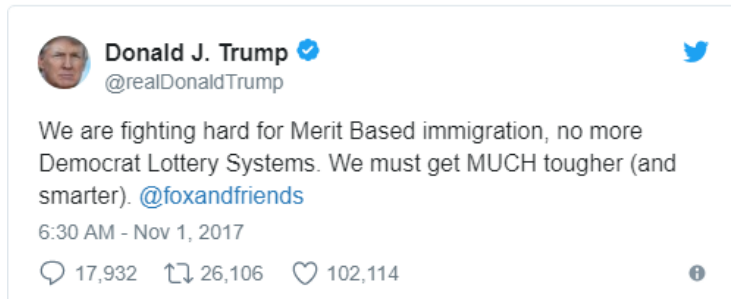 Donald J. Trump
@realDonaldTrump
We are fighting hard for Merit Based immigration, no more
Democrat Lottery Systems. We must get MUCH tougher (and
smarter). @foxandfriends
6:30 AM - Nov 1, 2017
17,932 26,106 102,114